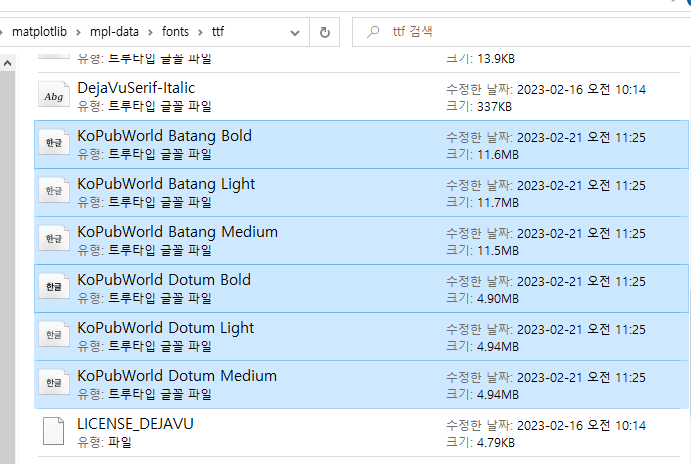 matplotlib > mpl-data > fonts > ttf
ttf 검색
유형: 트루타입 글꼴 파일 크기: 13.9KB
DejaVuSerif-Italic 수정한 날짜: 2023-02-16 오전 10:14
Abg 유형: 트루타입 글꼴 파일 크기: 337KB
KoPubWorld Batang Bold 수정한 날짜: 2023-02-21 오전 11:25
한글 유형: 트루타입 글꼴 파일 크기: 11.6MB
KoPubWorld Batang Light 수정한 날짜: 2023-02-21 오전 11:25
한글 유형: 트루타입 글꼴 파일 크기: 11.7MB
KoPubWorld Batang Medium 수정한 날짜: 2023-02-21 오전 11:25
한글 유형: 트루타입 글꼴 파일 크기: 11.5MB
KoPubWorld Dotum Bold 수정한 날짜: 2023-02-21 오전 11:25
한글 유형: 트루타입 글꼴 파일 크기: 4.90MB
KoPubWorld Dotum Light 수정한 날짜: 2023-02-21 오전 11:25
한글 유형: 트루타입 글꼴 파일 크기: 4.94MB
KoPubWorld Dotum Medium 수정한 날짜: 2023-02-21 오전 11:25
한글 유형: 트루타입 글꼴 파일 크기: 4.94MB
LICENSE_DEJAVU 수정한 날짜: 2023-02-16 오전 10:14
유형: 파일 크기: 4.79KB